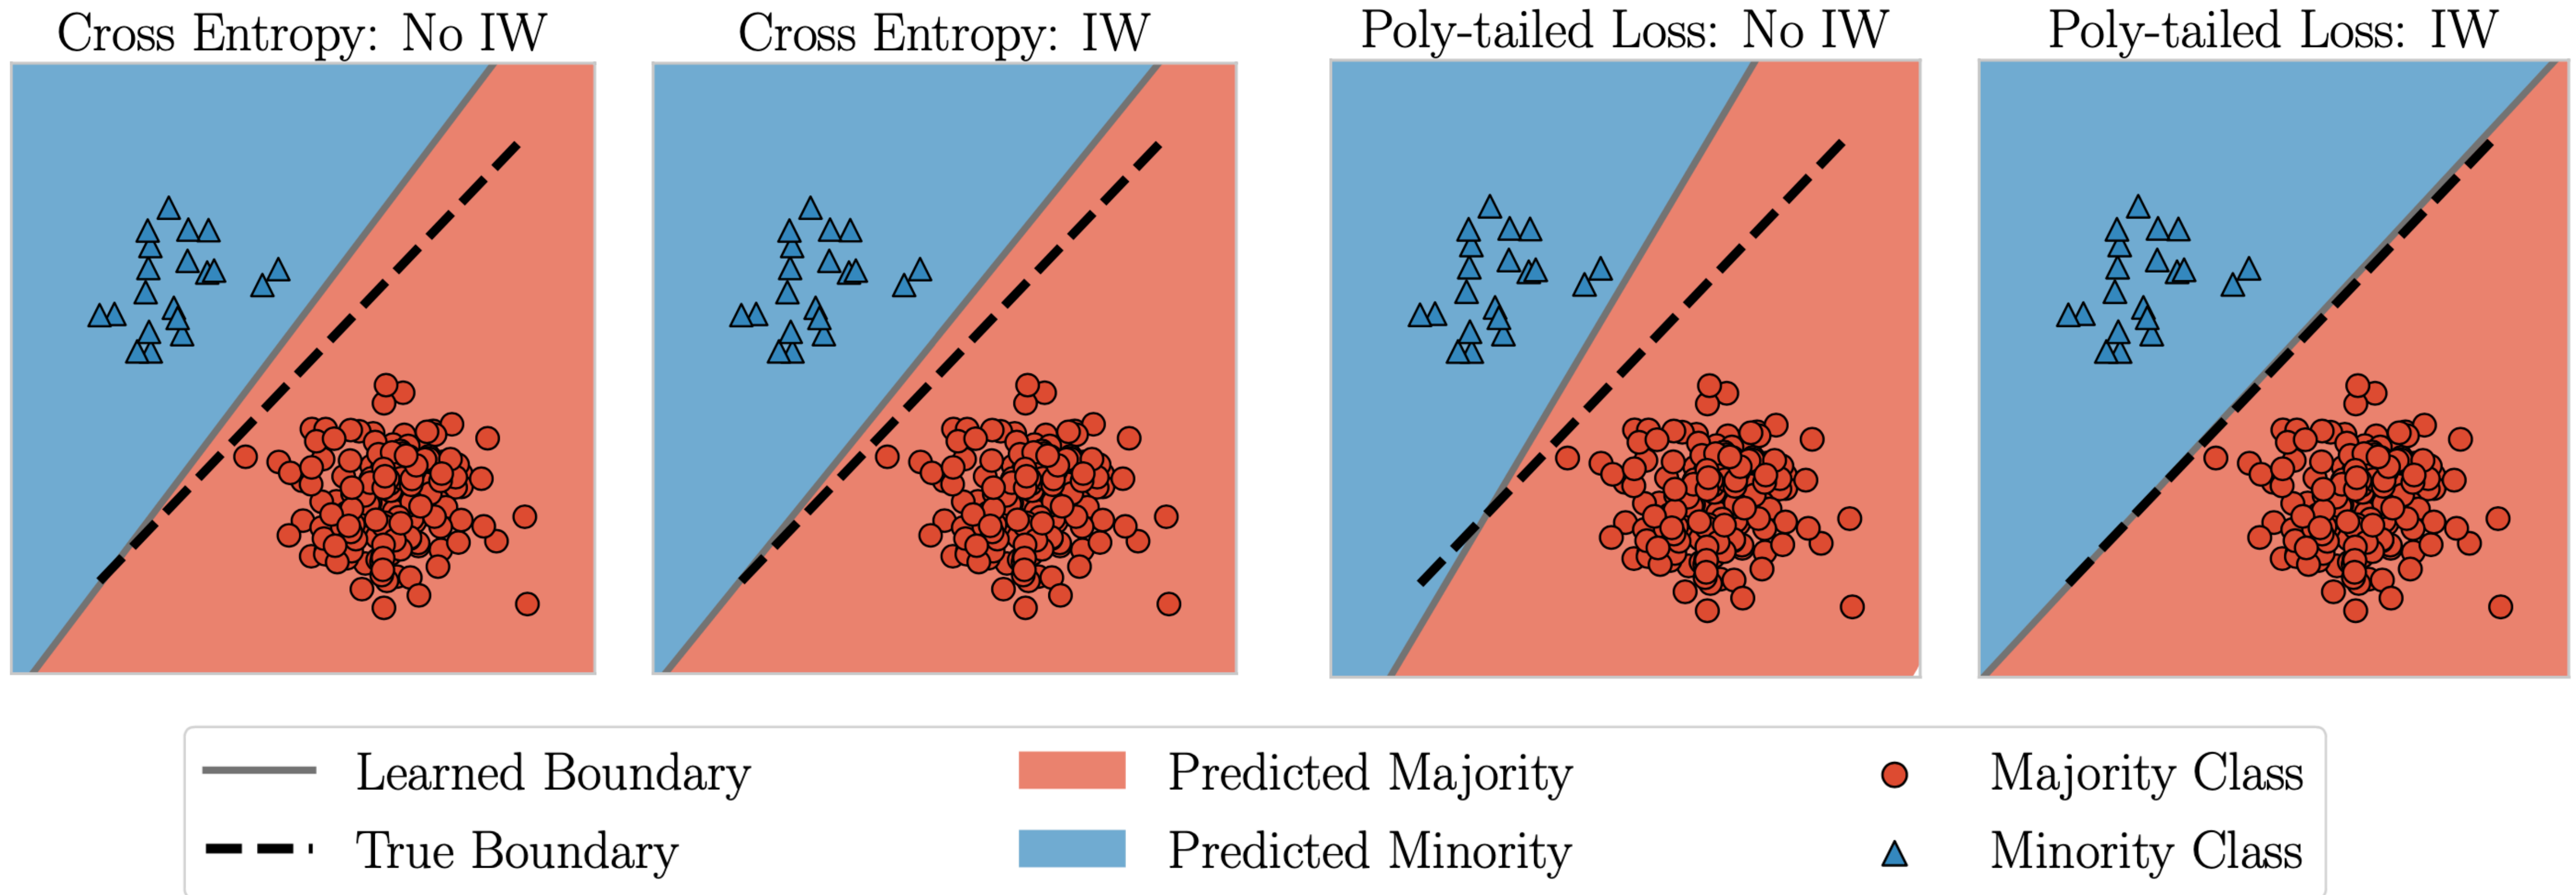 Cross Entropy: No IW
Cross Entropy: IW
Poly-tailed Loss: No IW
Poly-tailed Loss: IW
Learned Boundary
True Boundary
Predicted Majority
Predicted Minority
Majority Class
Minority Class